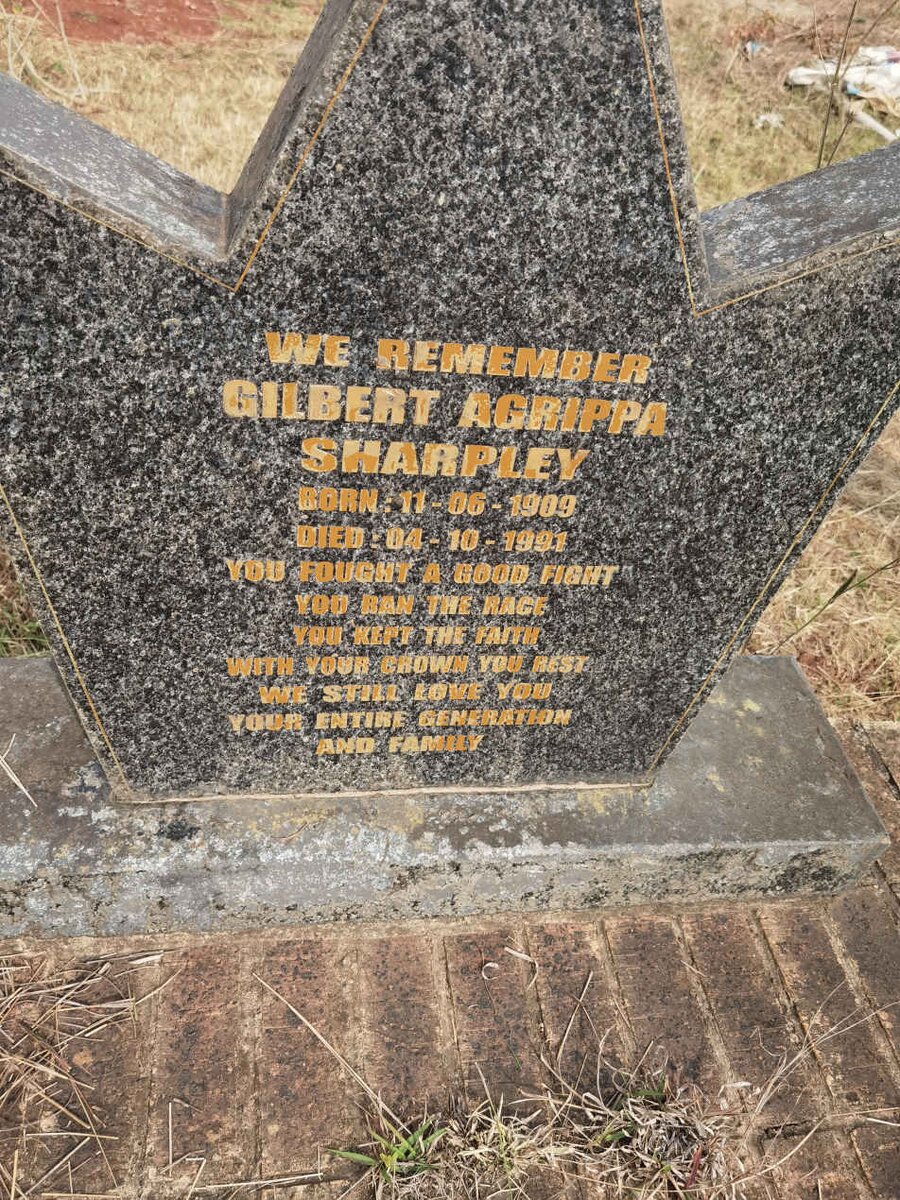 WE REMEMBER
GILBERT AGRIPPA
SHARPLEY
BORN : 11 - 06 - 1909
DIED : 04 - 10 - 1991
YOU FOUGHT A GOOD FIGHT
YOU RAN THE RACE
YOU KEPT THE FAITH
WITH YOUR CROWN YOU REST
WE STILL LOVE YOU
YOUR ENTIRE GENERATION
AND FAMILY